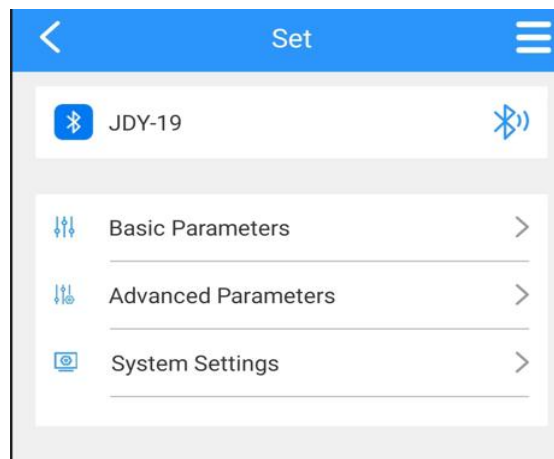 Set
JDY-19
Basic Parameters
Advanced Parameters
System Settings